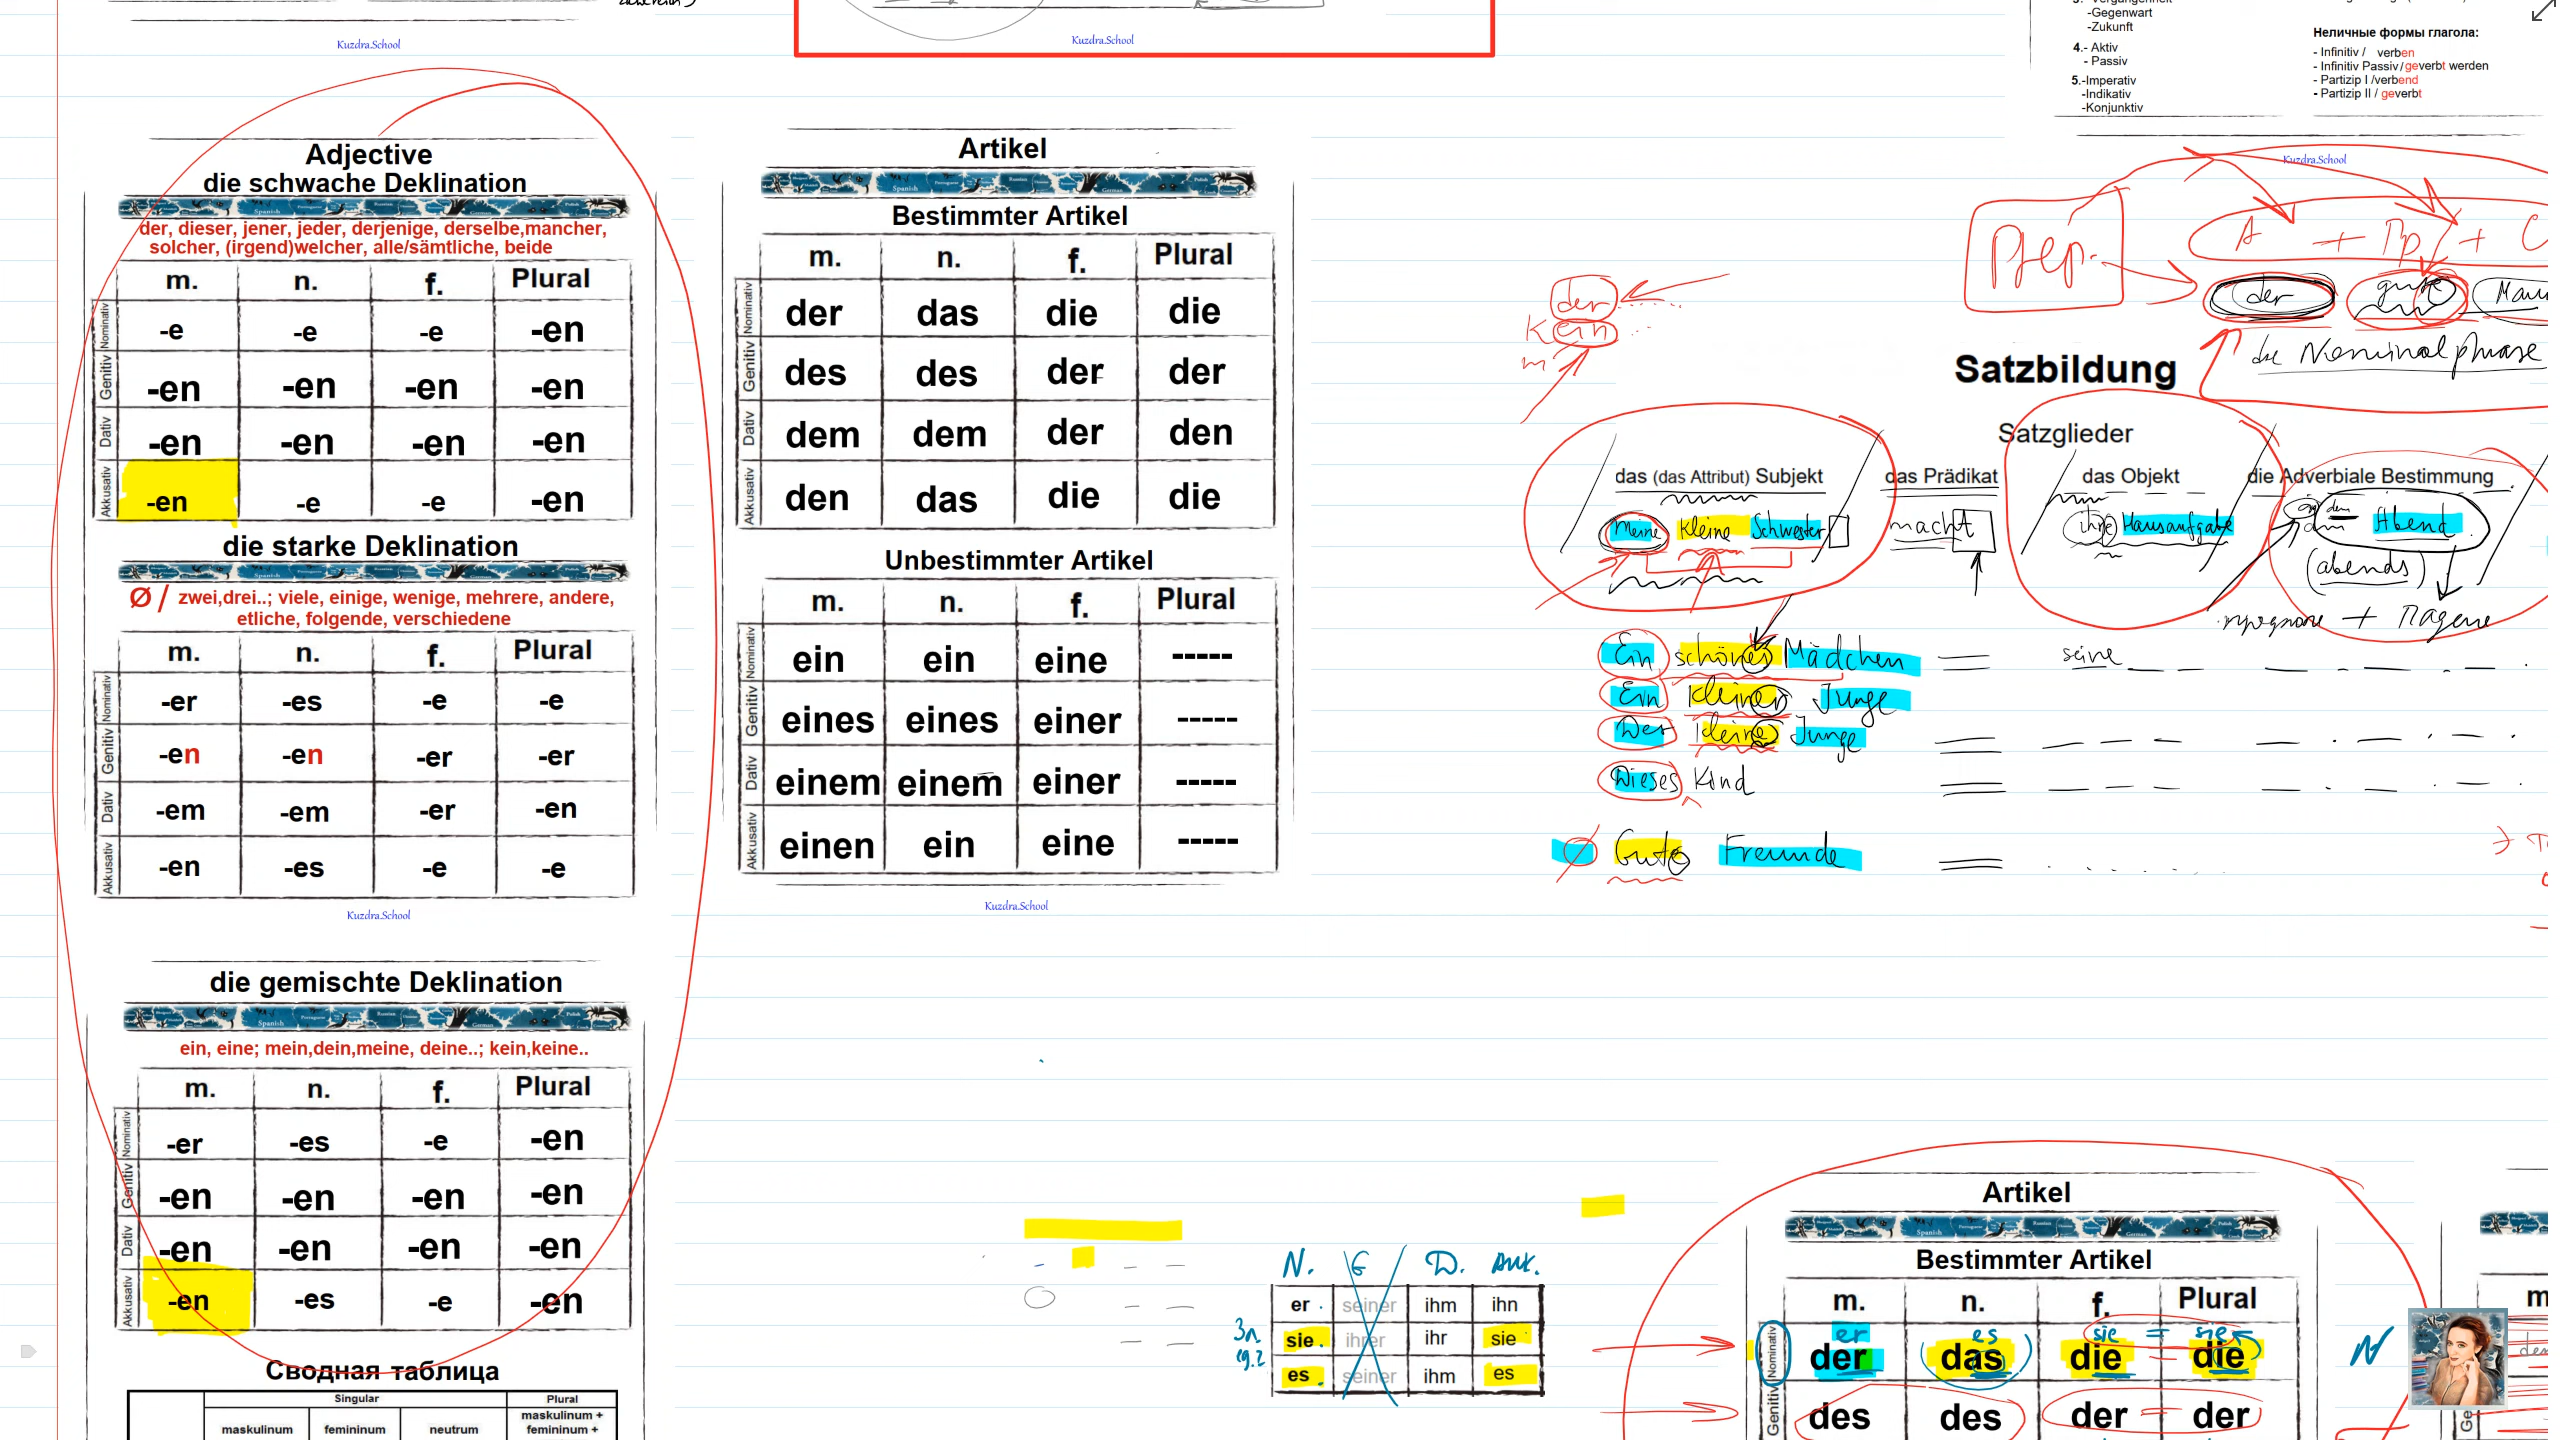 Kuzdra.School
Kuzdra.School
-Gegenwart
-Zukunft
4.- Aktiv
- Passiv
5.-Imperativ
-Indikativ
-Konjunktiv
Неличные формы глагола:
- Infinitiv / verben
- Infinitiv Passiv/geverbt werden
- Partizip I /verbend
- Partizip II / geverbt
Kuzdra.School
Adjective
die schwache Deklination
der, dieser, jener, jeder, derjenige, derselbe,mancher,
solcher, (irgend)welcher, alle/sämtliche, beide
m. n. f. Plural
Nominativ -e -e -e -en
Genitiv -en -en -en -en
Dativ -en -en -en -en
Akkusativ -en -e -e -en
die starke Deklination
Ø / zwei,drei..; viele, einige, wenige, mehrere, andere,
etliche, folgende, verschiedene
m. n. f. Plural
Nominativ -er -es -e -e
Genitiv -en -en -er -er
Dativ -em -em -er -en
Akkusativ -en -es -e -e
Kuzdra.School
die gemischte Deklination
ein, eine; mein,dein,meine, deine..; kein,keine..
m. n. f. Plural
Nominativ -er -es -e -en
Genitiv -en -en -en -en
Dativ -en -en -en -en
Akkusativ -en -es -e -en
Сводная таблица
Singular Plural
maskulinum femininum neutrum maskulinum +
femininum +
Artikel
Bestimmter Artikel
m. n. f. Plural
Nominativ der das die die
Genitiv des des der der
Dativ dem dem der den
Akkusativ den das die die
Unbestimmter Artikel
m. n. f. Plural
Nominativ ein ein eine -----
Genitiv eines eines einer -----
Dativ einem einem einer -----
Akkusativ einen ein eine -----
Kuzdra.School
der
Kein
m
Präp.
A + Pp + C
der gute
die Nominalphrase
Satzbildung
Satzglieder
das (das Attribut) Subjekt das Prädikat das Objekt die Adverbiale Bestimmung
Meine kleine Schwester macht ihre Hausaufgabe Abend
(abends)
Ein schönes Mädchen seine
Ein kleiner Junge
Der kleine Junge
Dieses Kind
Ø Gute Freunde
N. G D. Akk.
er seiner ihm ihn
sie ihrer ihr sie
es seiner ihm es
Artikel
Bestimmter Artikel
m. n. f. Plural
er es sie = sie
Nominativ der das die = die N
Genitiv des des der = der